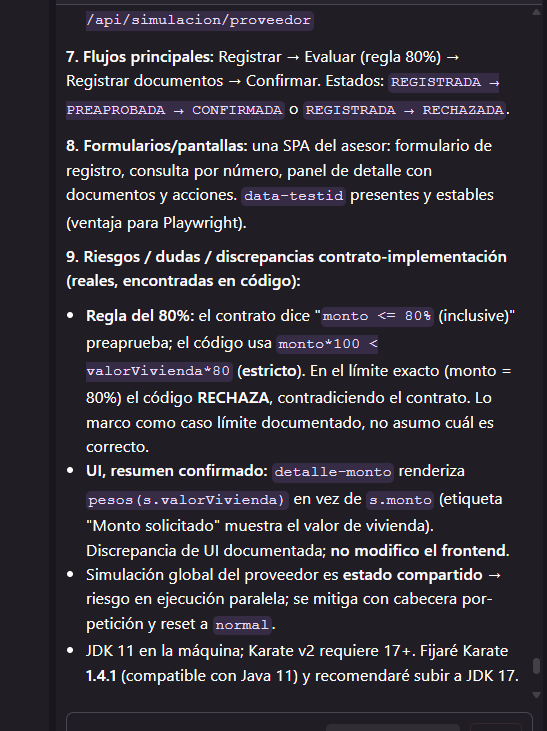 /api/simulacion/proveedor
7. Flujos principales: Registrar → Evaluar (regla 80%) →
Registrar documentos → Confirmar. Estados: REGISTRADA →
PREAPROBADA → CONFIRMADA o REGISTRADA → RECHAZADA.
8. Formularios/pantallas: una SPA del asesor: formulario de
registro, consulta por número, panel de detalle con
documentos y acciones. data-testid presentes y estables
(ventaja para Playwright).
9. Riesgos / dudas / discrepancias contrato-implementación
(reales, encontradas en código):
• Regla del 80%: el contrato dice "monto <= 80% (inclusive)"
preaprueba; el código usa monto*100 <
valorVivienda*80 (estricto). En el límite exacto (monto =
80%) el código RECHAZA, contradiciendo el contrato. Lo
marco como caso límite documentado, no asumo cuál es
correcto.
• UI, resumen confirmado: detalle-monto renderiza
pesos(s.valorVivienda) en vez de s.monto (etiqueta
"Monto solicitado" muestra el valor de vivienda).
Discrepancia de UI documentada; no modifico el frontend.
• Simulación global del proveedor es estado compartido →
riesgo en ejecución paralela; se mitiga con cabecera por-
petición y reset a normal.
• JDK 11 en la máquina; Karate v2 requiere 17+. Fijaré Karate
1.4.1 (compatible con Java 11) y recomendaré subir a JDK 17.